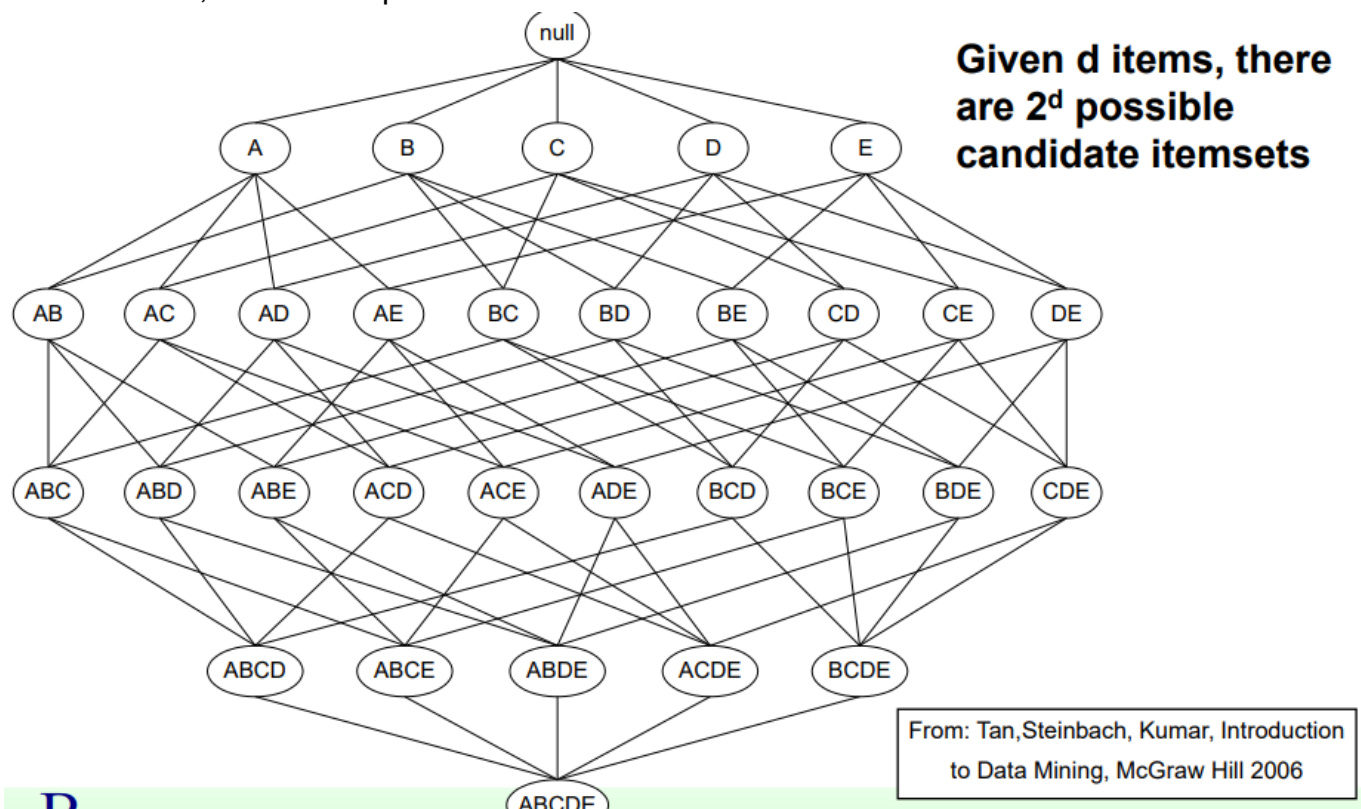 null
Given d items, there
are 2ᵈ possible
candidate itemsets
A B C D E
AB AC AD AE BC BD BE CD CE DE
ABC ABD ABE ACD ACE ADE BCD BCE BDE CDE
ABCD ABCE ABDE ACDE BCDE
From: Tan,Steinbach, Kumar, Introduction
to Data Mining, McGraw Hill 2006
ABCDE